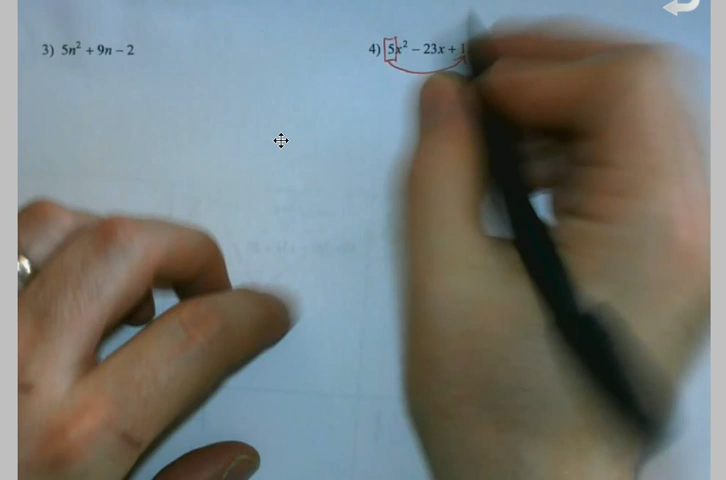 3) 5n² + 9n − 2
4) 5x² − 23x + 1